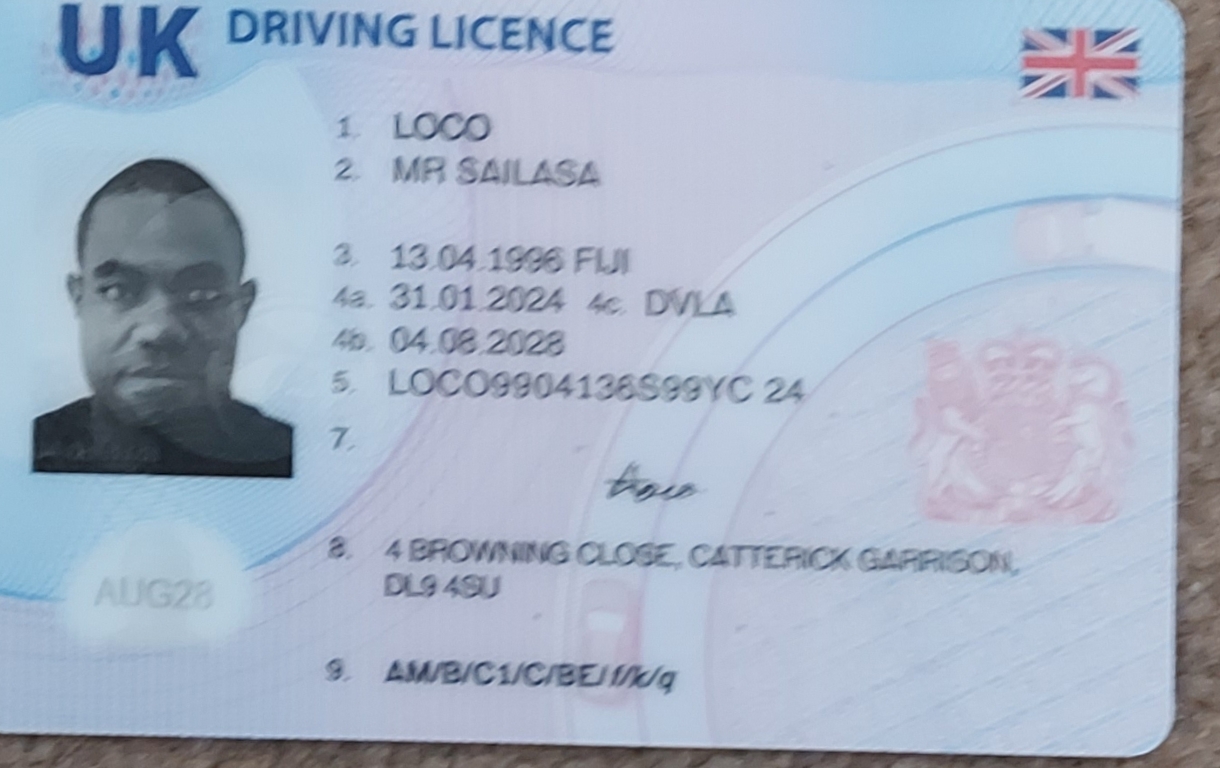 UK DRIVING LICENCE
1. LOCO
2. MR SAILASA
3. 13.04.1996 FIJI
4a. 31.01.2024 4c. DVLA
4b. 04.08.2028
5. LOCO9904136S99YC 24
7.
8. 4 BROWNING CLOSE, CATTERICK GARRISON,
DL9 4SU
AUG28
9. AM/B/C1/C/BE/f/k/q